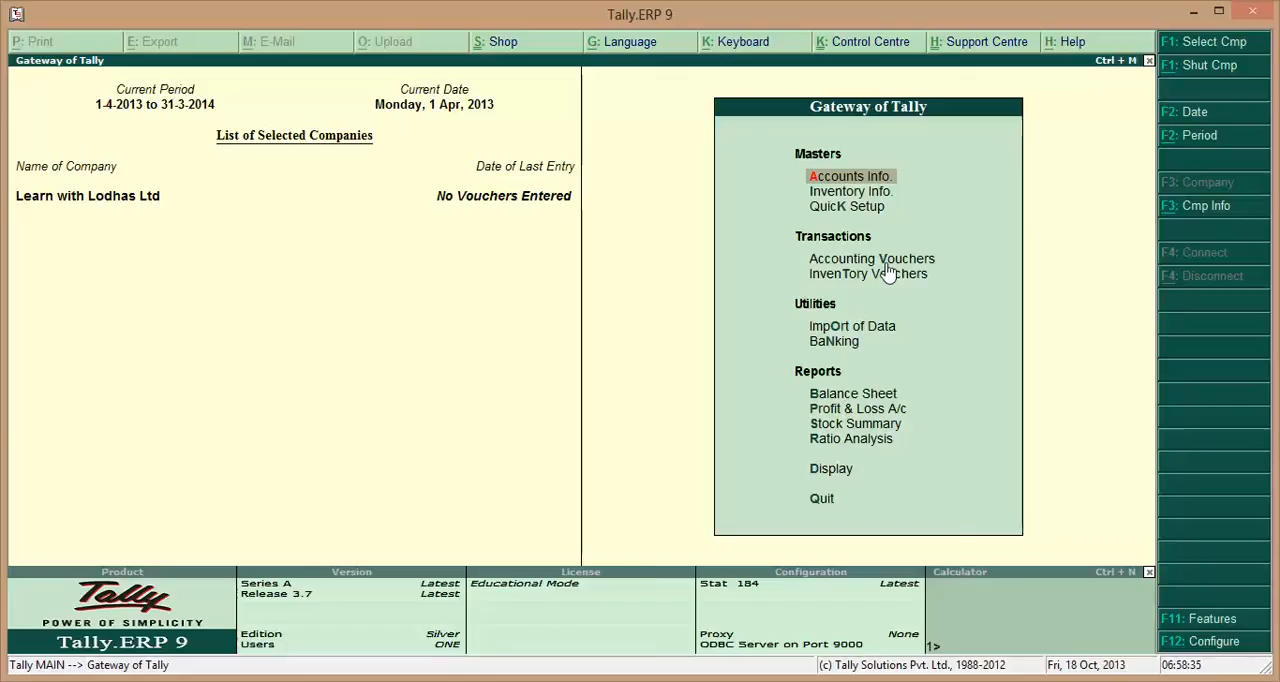 Tally.ERP 9
P: Print
E: Export
M: E-Mail
O: Upload
S: Shop
G: Language
K: Keyboard
K: Control Centre
H: Support Centre
H: Help
Gateway of Tally
Ctrl + M
Current Period
1-4-2013 to 31-3-2014
Current Date
Monday, 1 Apr, 2013
List of Selected Companies
Name of Company
Date of Last Entry
Learn with Lodhas Ltd
No Vouchers Entered
Gateway of Tally
Masters
Accounts Info.
Inventory Info.
QuicK Setup
Transactions
Accounting Vouchers
InvenTory Vouchers
Utilities
ImpOrt of Data
BaNking
Reports
Balance Sheet
Profit & Loss A/c
Stock Summary
Ratio Analysis
Display
Quit
F1: Select Cmp
F1: Shut Cmp
F2: Date
F2: Period
F3: Company
F3: Cmp Info
F4: Connect
F4: Disconnect
F11: Features
F12: Configure
Product
Tally
POWER OF SIMPLICITY
Tally.ERP 9
Version
Series A Latest
Release 3.7 Latest
Edition Silver
Users ONE
License
Educational Mode
Configuration
Stat 184 Latest
Proxy None
ODBC Server on Port 9000
Calculator
Ctrl + N
1>
Tally MAIN --> Gateway of Tally
(c) Tally Solutions Pvt. Ltd., 1988-2012
Fri, 18 Oct, 2013
06:58:35